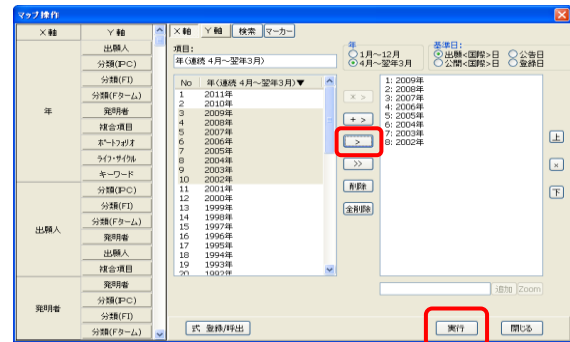 マップ操作
X軸 Y軸
年
出願人
分類(IPC)
分類(FI)
分類(Fターム)
発明者
複合項目
ポートフォリオ
ライフ・サイクル
キーワード
出願人
分類(IPC)
分類(FI)
分類(Fターム)
発明者
出願人
複合項目
発明者
発明者
分類(IPC)
分類(FI)
分類(Fターム)
X軸 Y軸 検索 マーカー
項目:
年(連続 4月～翌年3月)
年
1月～12月
4月～翌年3月
基準日:
出願<国際>日 公告日
公開<国際>日 登録日
No 年(連続 4月～翌年3月)▼
1 2011年
2 2010年
3 2009年
4 2008年
5 2007年
6 2006年
7 2005年
8 2004年
9 2003年
10 2002年
11 2001年
12 2000年
13 1999年
14 1998年
15 1997年
16 1996年
17 1995年
18 1994年
19 1993年
20 1992年
× >
+ >
>
>>
削除
全削除
1: 2009年
2: 2008年
3: 2007年
4: 2006年
5: 2005年
6: 2004年
7: 2003年
8: 2002年
上
×
下
追加 Zoom
式 登録/呼出
実行 閉じる